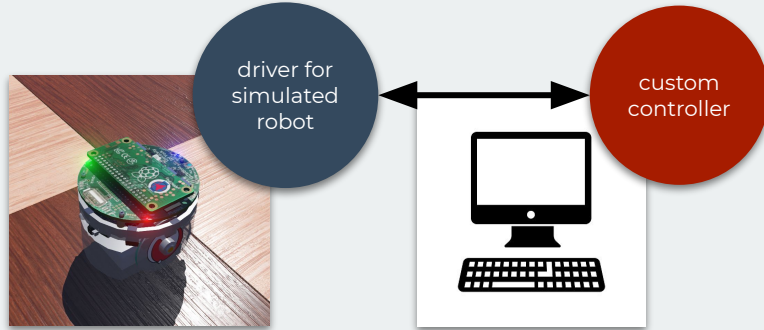 driver for
simulated
robot
custom
controller